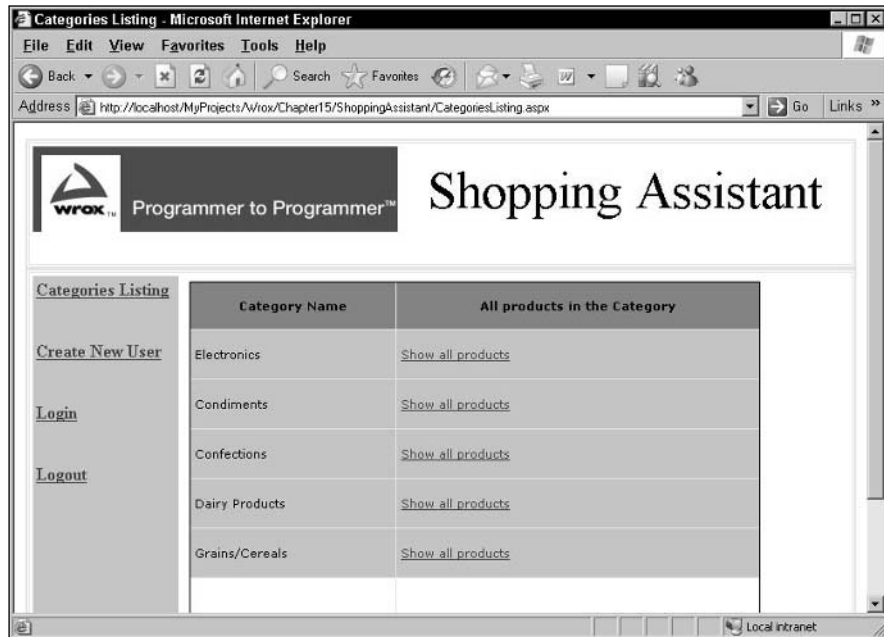 Categories Listing - Microsoft Internet Explorer
File Edit View Favorites Tools Help
Back Search Favorites
Address http://localhost/MyProjects/Wrox/Chapter15/ShoppingAssistant/CategoriesListing.aspx Go Links »
wrox™ Programmer to Programmer™ Shopping Assistant
Categories Listing
Create New User
Login
Logout
Category Name All products in the Category
Electronics Show all products
Condiments Show all products
Confections Show all products
Dairy Products Show all products
Grains/Cereals Show all products
Local intranet